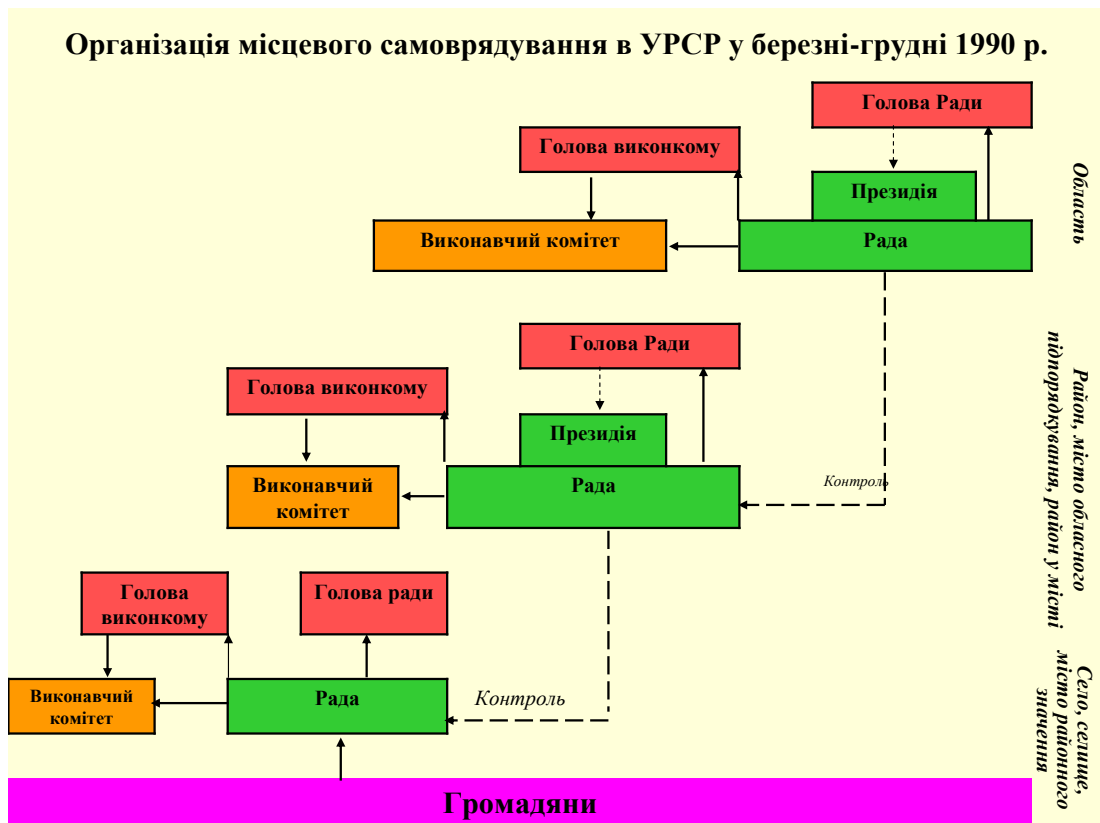 Організація місцевого самоврядування в УРСР у березні-грудні 1990 р.
Голова Ради
Голова виконкому
Президія
Виконавчий комітет
Рада
Область
Голова Ради
Голова виконкому
Президія
Виконавчий
комітет
Рада
Контроль
Район, місто обласного
підпорядкування, район у місті
Голова
виконкому
Голова ради
Виконавчий
комітет
Рада
Контроль
Село, селище,
місто районного
значення
Громадяни